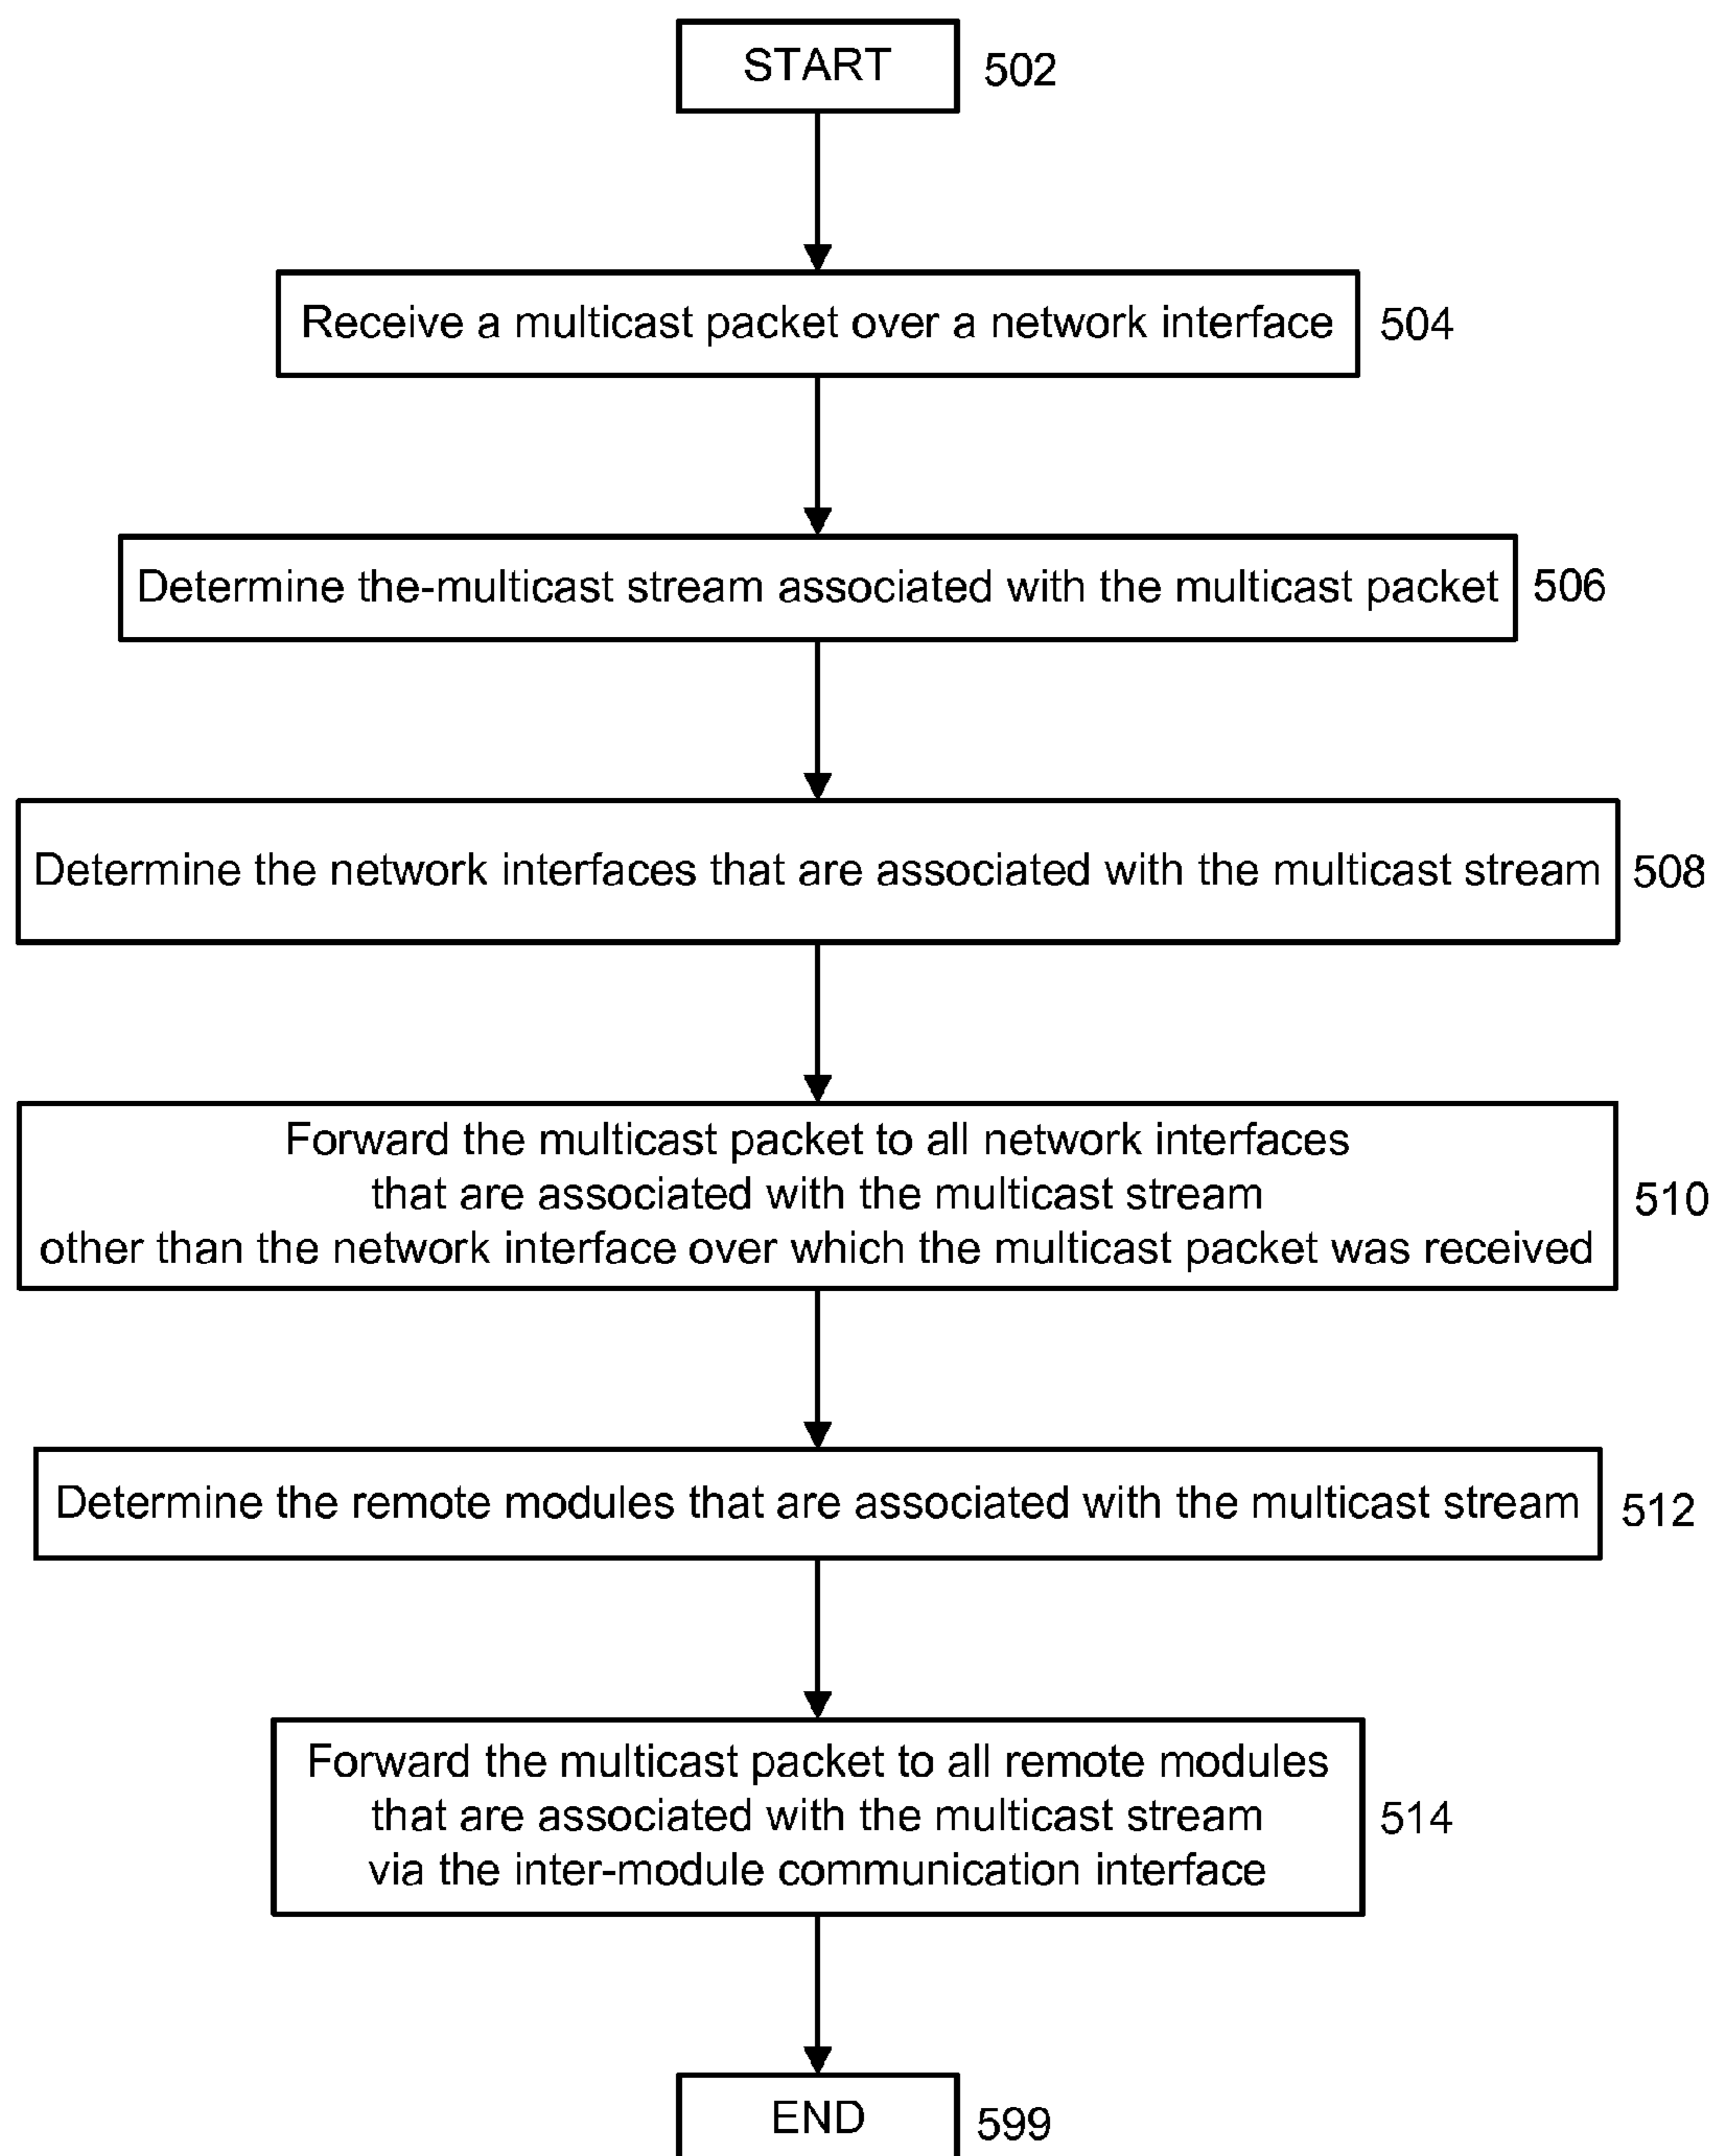 START
502
Receive a multicast packet over a network interface
504
Determine the-multicast stream associated with the multicast packet
506
Determine the network interfaces that are associated with the multicast stream
508
Forward the multicast packet to all network interfaces
that are associated with the multicast stream
other than the network interface over which the multicast packet was received
510
Determine the remote modules that are associated with the multicast stream
512
Forward the multicast packet to all remote modules
that are associated with the multicast stream
via the inter-module communication interface
514
END
599